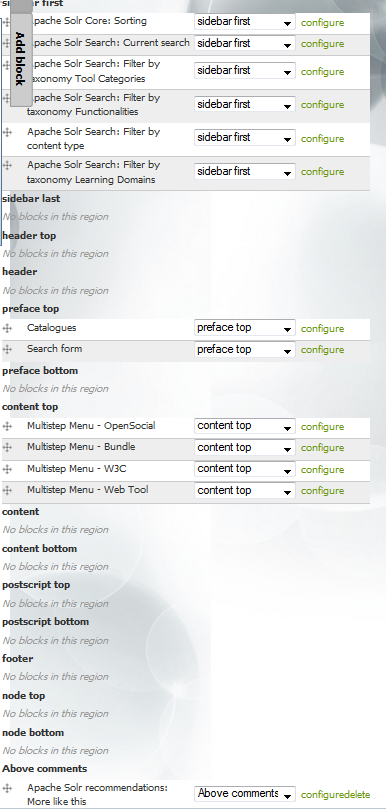 sidebar first
Apache Solr Core: Sorting sidebar first configure
Apache Solr Search: Current search sidebar first configure
Add block
Apache Solr Search: Filter by
taxonomy Tool Categories sidebar first configure
Apache Solr Search: Filter by
taxonomy Functionalities sidebar first configure
Apache Solr Search: Filter by
content type sidebar first configure
Apache Solr Search: Filter by
taxonomy Learning Domains sidebar first configure
sidebar last
No blocks in this region
header top
No blocks in this region
header
No blocks in this region
preface top
Catalogues preface top configure
Search form preface top configure
preface bottom
No blocks in this region
content top
Multistep Menu - OpenSocial content top configure
Multistep Menu - Bundle content top configure
Multistep Menu - W3C content top configure
Multistep Menu - Web Tool content top configure
content
No blocks in this region
content bottom
No blocks in this region
postscript top
No blocks in this region
postscript bottom
No blocks in this region
footer
No blocks in this region
node top
No blocks in this region
node bottom
No blocks in this region
Above comments
Apache Solr recommendations:
More like this Above comments configuredelete